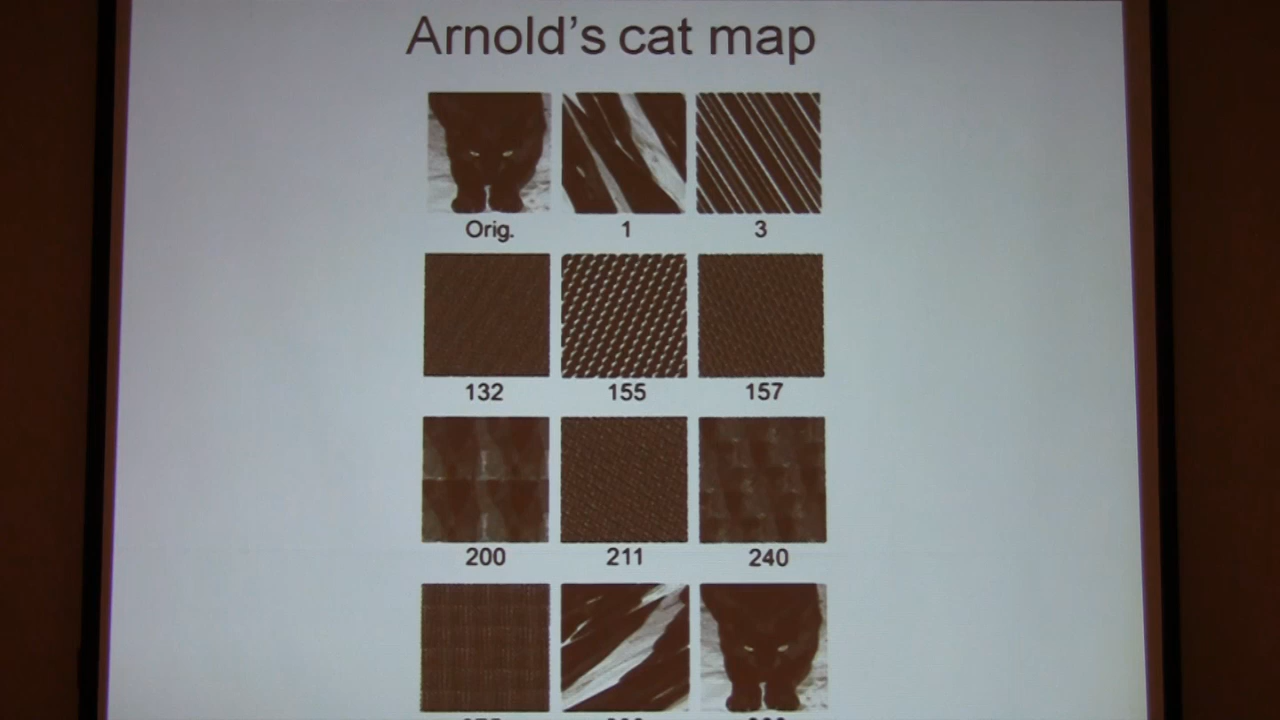 Arnold's cat map
Orig. 1 3
132 155 157
200 211 240